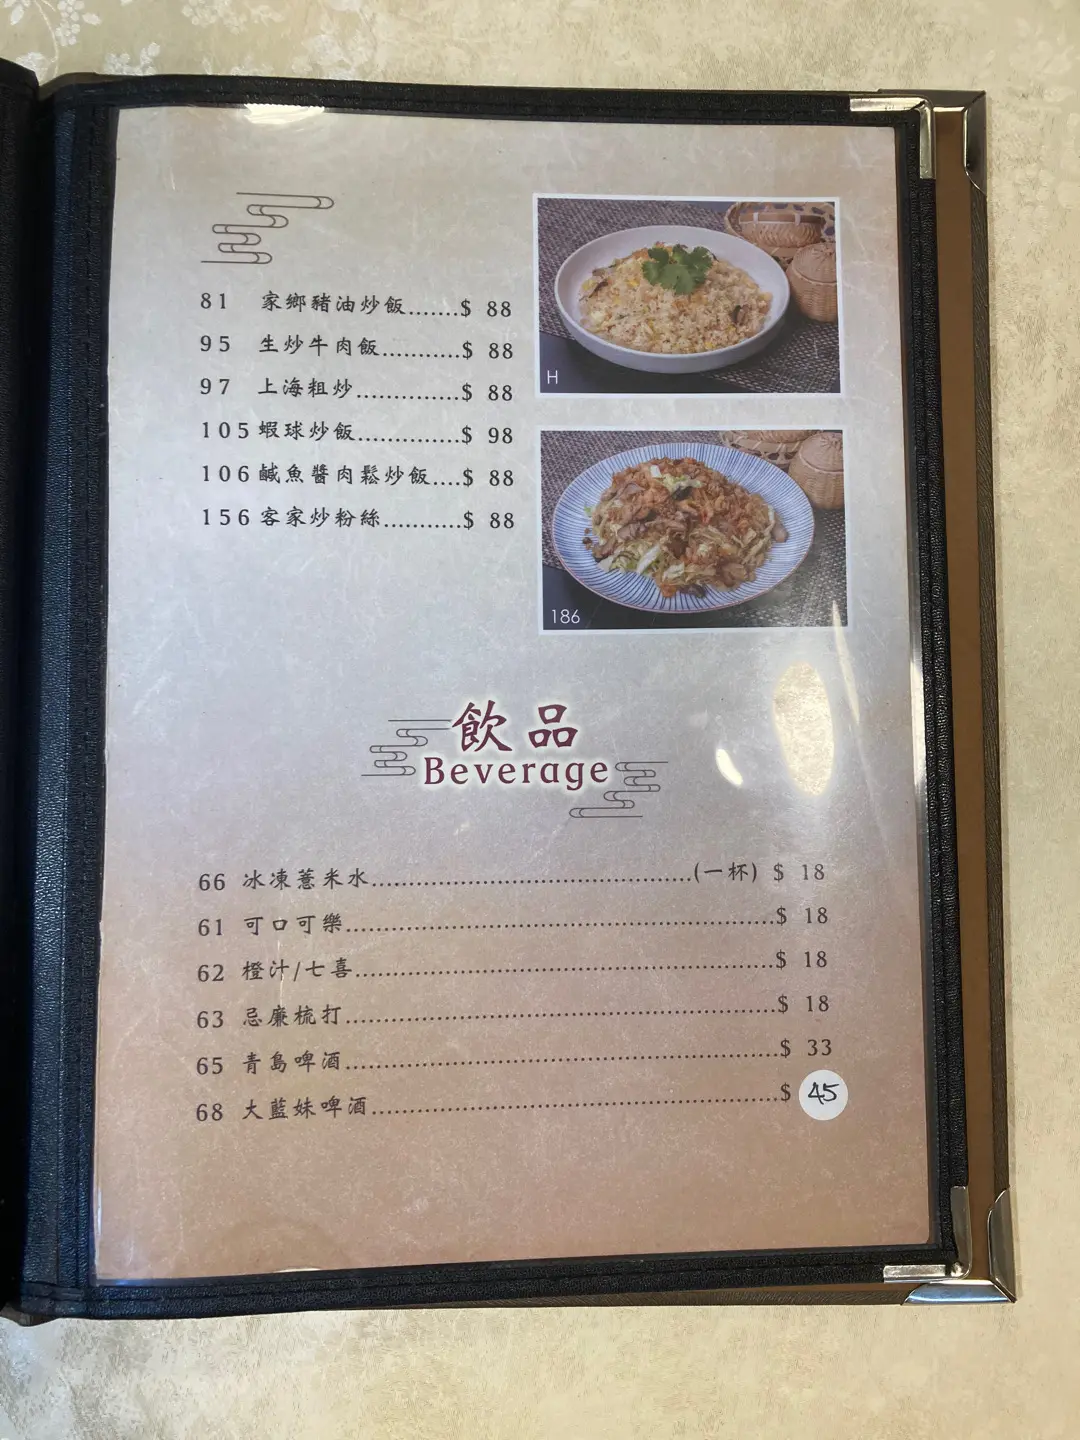 81 家鄉豬油炒飯.......$ 88
95 生炒牛肉飯...........$ 88
97 上海粗炒..............$ 88
105 蝦球炒飯..............$ 98
106 鹹魚醬肉鬆炒飯....$ 88
156 客家炒粉絲...........$ 88
H
186
飲品
Beverage
66 冰凍薏米水..........................................(一杯) $ 18
61 可口可樂.........................................................$ 18
62 橙汁/七喜.......................................................$ 18
63 忌廉梳打.........................................................$ 18
65 青島啤酒.........................................................$ 33
68 大藍妹啤酒.....................................................$ 45